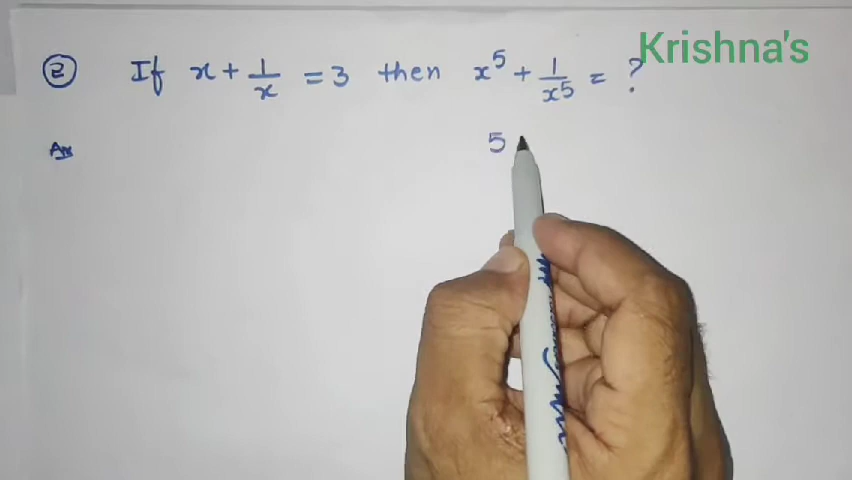 Krishna's
② If x + 1/x = 3 then x⁵ + 1/x⁵ = ?
Ans 5